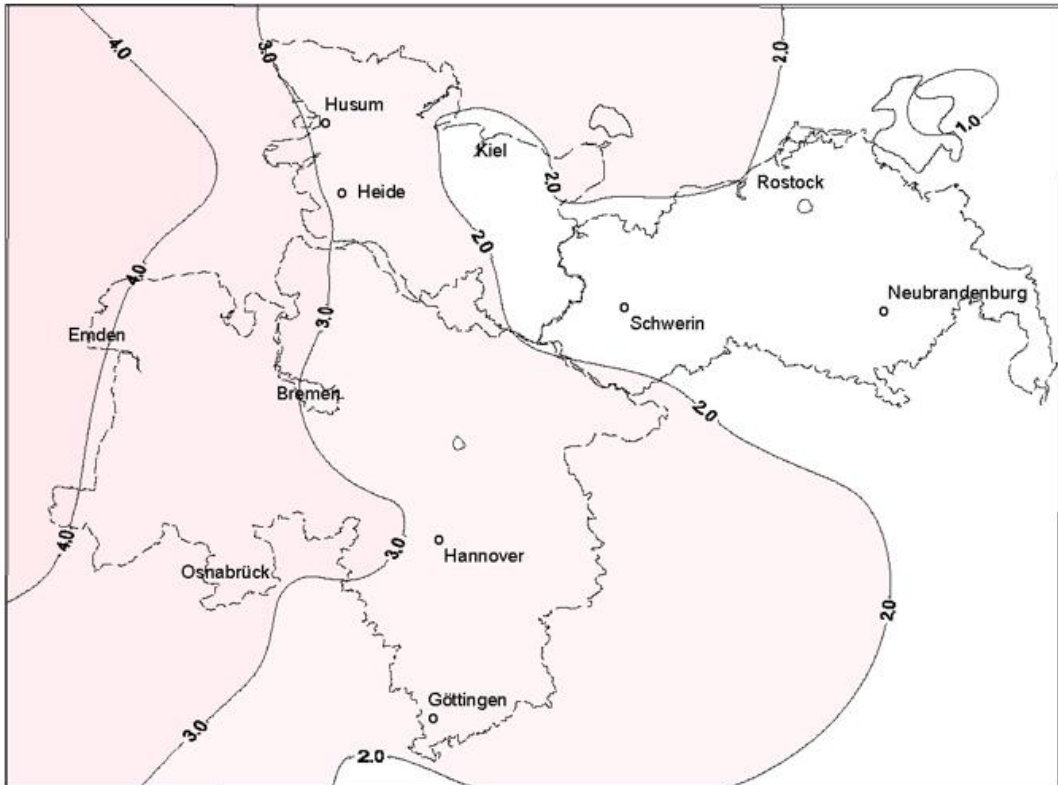 4.0
3.0
2.0
Husum
1.0
Kiel
Rostock
2.0
Heide
2.0
4.0
Neubrandenburg
3.0
Schwerin
Emden
Bremen
2.0
4.0
3.0
Hannover
Osnabrück
2.0
Göttingen
3.0
2.0